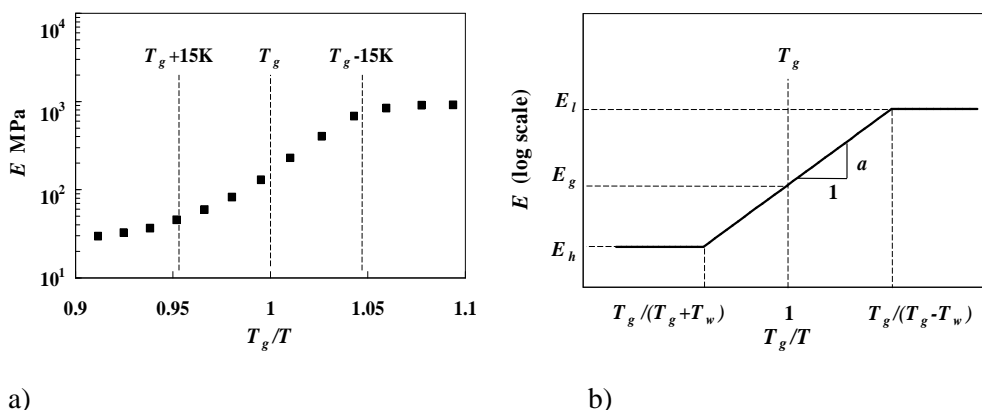 10⁴
10³
10²
10¹
E MPa
T_g+15K
T_g
T_g-15K
0.9
0.95
1
1.05
1.1
T_g/T
a)
E (log scale)
E_l
E_g
E_h
T_g
a
1
T_g/(T_g+T_w)
1
T_g/(T_g-T_w)
T_g/T
b)